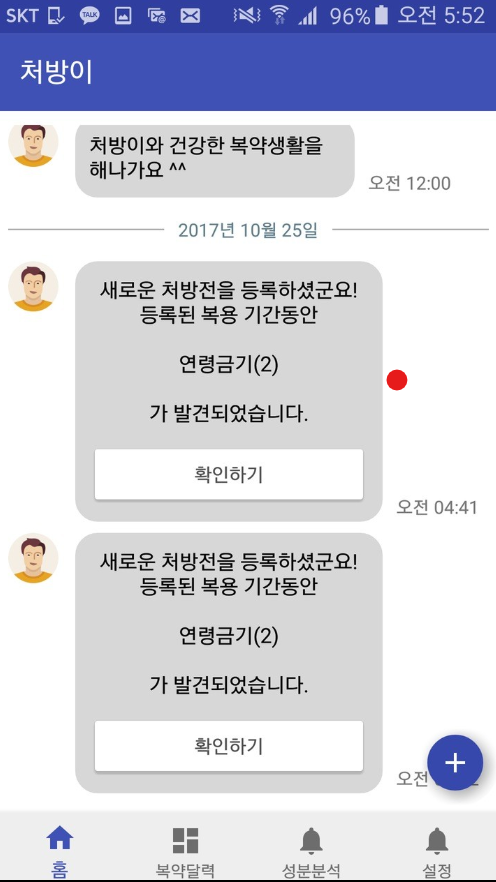 SKT TALK 96% 오전 5:52
처방이
처방이와 건강한 복약생활을
해나가요 ^^
오전 12:00
2017년 10월 25일
새로운 처방전을 등록하셨군요!
등록된 복용 기간동안
연령금기(2)
가 발견되었습니다.
확인하기
오전 04:41
새로운 처방전을 등록하셨군요!
등록된 복용 기간동안
연령금기(2)
가 발견되었습니다.
확인하기
오전
+
홈 복약달력 성분분석 설정